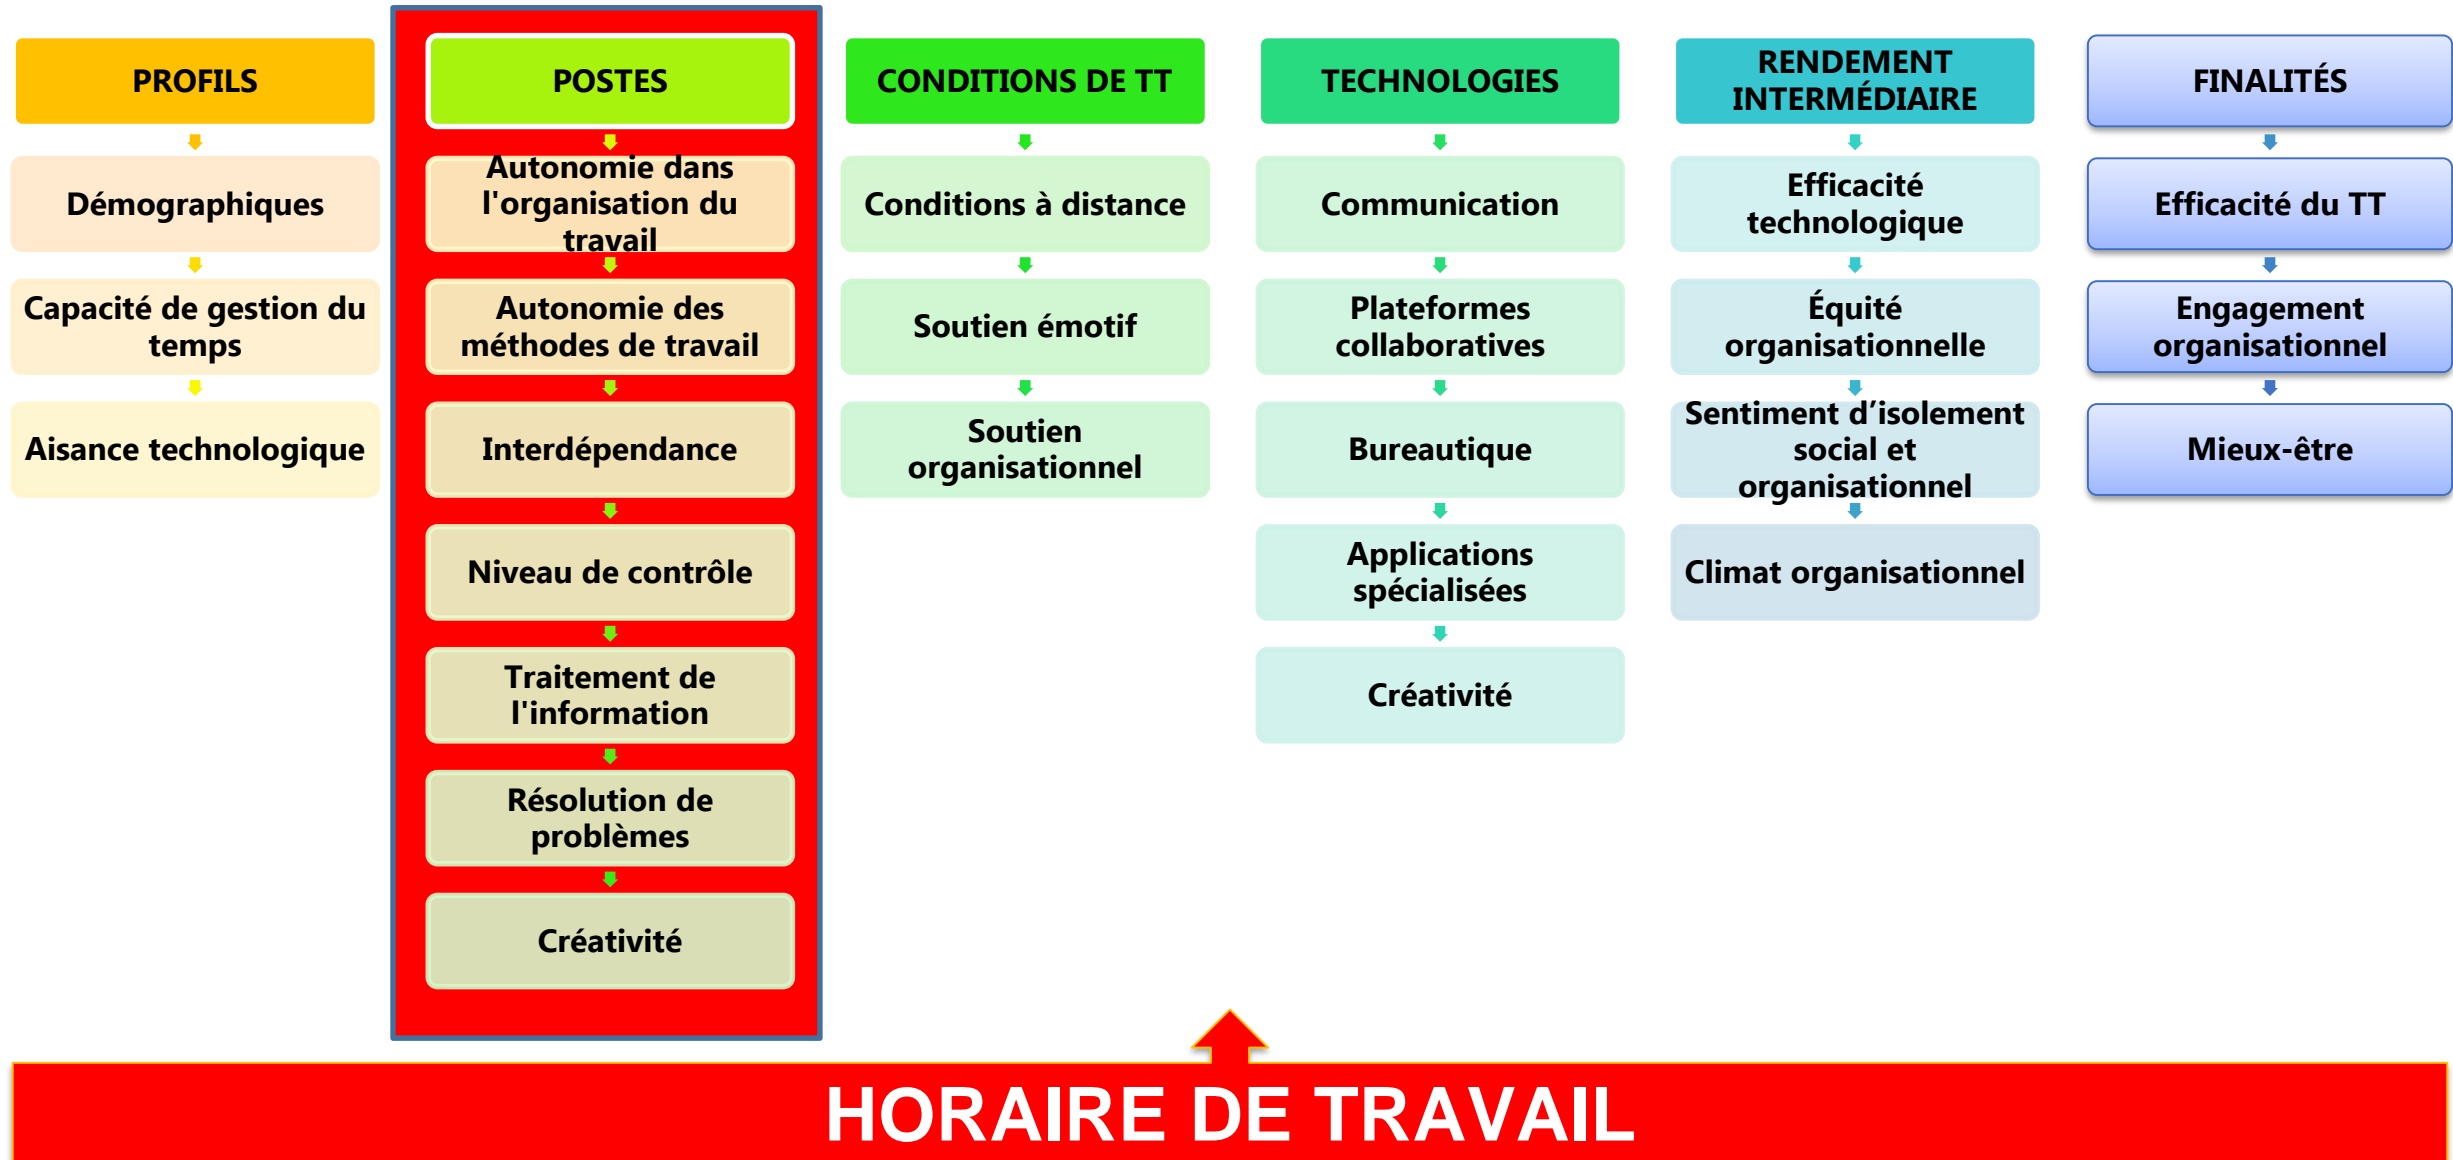 PROFILS
Démographiques
Capacité de gestion du
temps
Aisance technologique
POSTES
Autonomie dans
l'organisation du
travail
Autonomie des
méthodes de travail
Interdépendance
Niveau de contrôle
Traitement de
l'information
Résolution de
problèmes
Créativité
CONDITIONS DE TT
Conditions à distance
Soutien émotif
Soutien
organisationnel
TECHNOLOGIES
Communication
Plateformes
collaboratives
Bureautique
Applications
spécialisées
Créativité
RENDEMENT
INTERMÉDIAIRE
Efficacité
technologique
Équité
organisationnelle
Sentiment d’isolement
social et
organisationnel
Climat organisationnel
FINALITÉS
Efficacité du TT
Engagement
organisationnel
Mieux-être
HORAIRE DE TRAVAIL